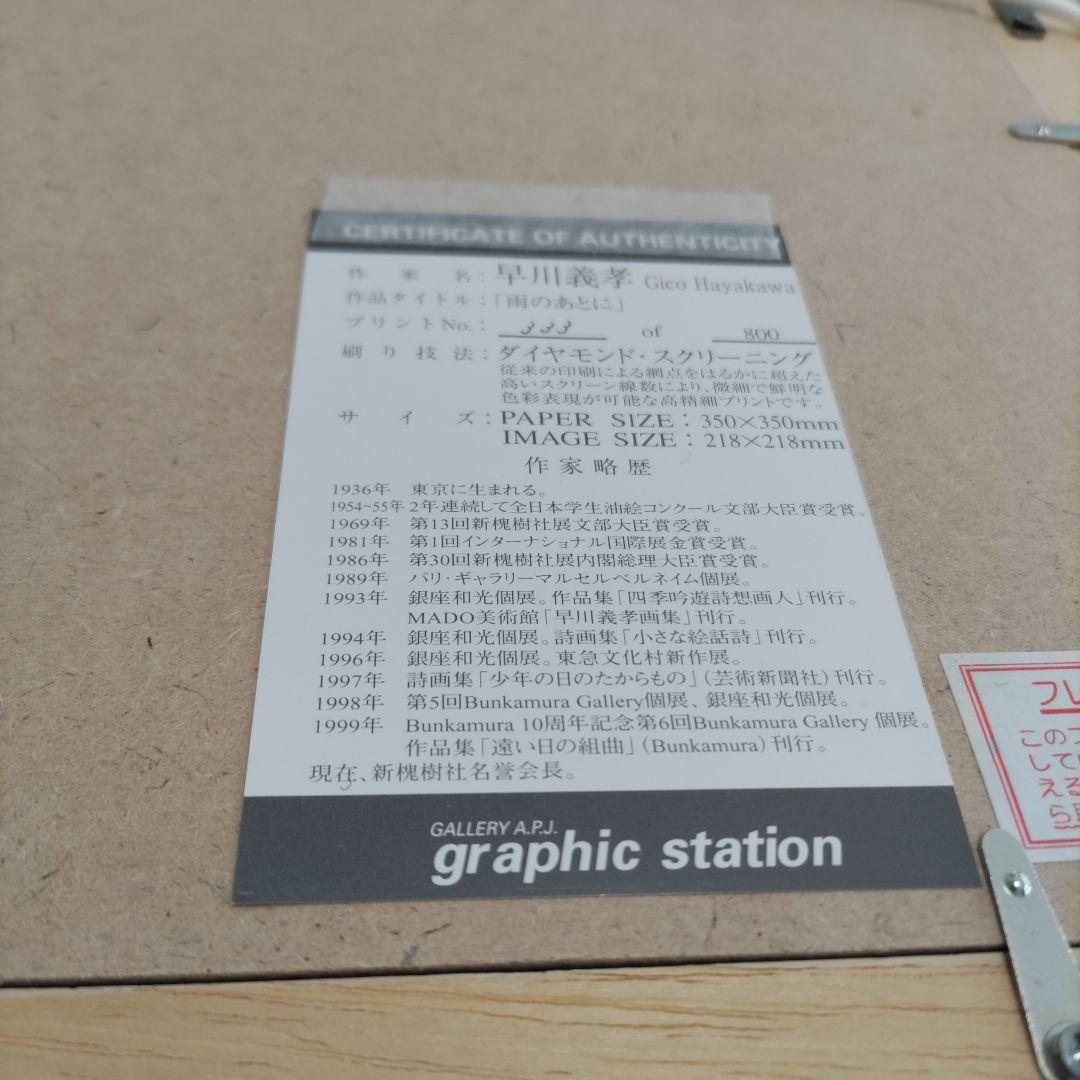 CERTIFICATE OF AUTHENTICITY
作家名：早川義孝 Gico Hayakawa
作品タイトル：「雨のあとに」
プリントNo.： 333 of 800
刷り技法：ダイヤモンド・スクリーニング
従来の印刷による網点をはるかに超えた
高いスクリーン線数により、微細で鮮明な
色彩表現が可能な高精細プリントです。
サイズ：PAPER SIZE：350×350mm
IMAGE SIZE：218×218mm
作家略歴
1936年 東京に生まれる。
1954~55年 2年連続して全日本学生油絵コンクール文部大臣賞受賞。
1969年 第13回新槐樹社展文部大臣賞受賞。
1981年 第1回インターナショナル国際展金賞受賞。
1986年 第30回新槐樹社展内閣総理大臣賞受賞。
1989年 パリ・ギャラリーマルセルベルネイム個展。
1993年 銀座和光個展。作品集「四季吟遊詩想画人」刊行。
MADO美術館「早川義孝画集」刊行。
1994年 銀座和光個展。詩画集「小さな絵話詩」刊行。
1996年 銀座和光個展。東急文化村新作展。
1997年 詩画集「少年の日のたからもの」（芸術新聞社）刊行。
1998年 第5回Bunkamura Gallery個展、銀座和光個展。
1999年 Bunkamura 10周年記念第6回Bunkamura Gallery 個展。
作品集「遠い日の組曲」（Bunkamura）刊行。
現在、新槐樹社名誉会長。
GALLERY A.P.J.
graphic station
フレ
このフ
して
える
ら